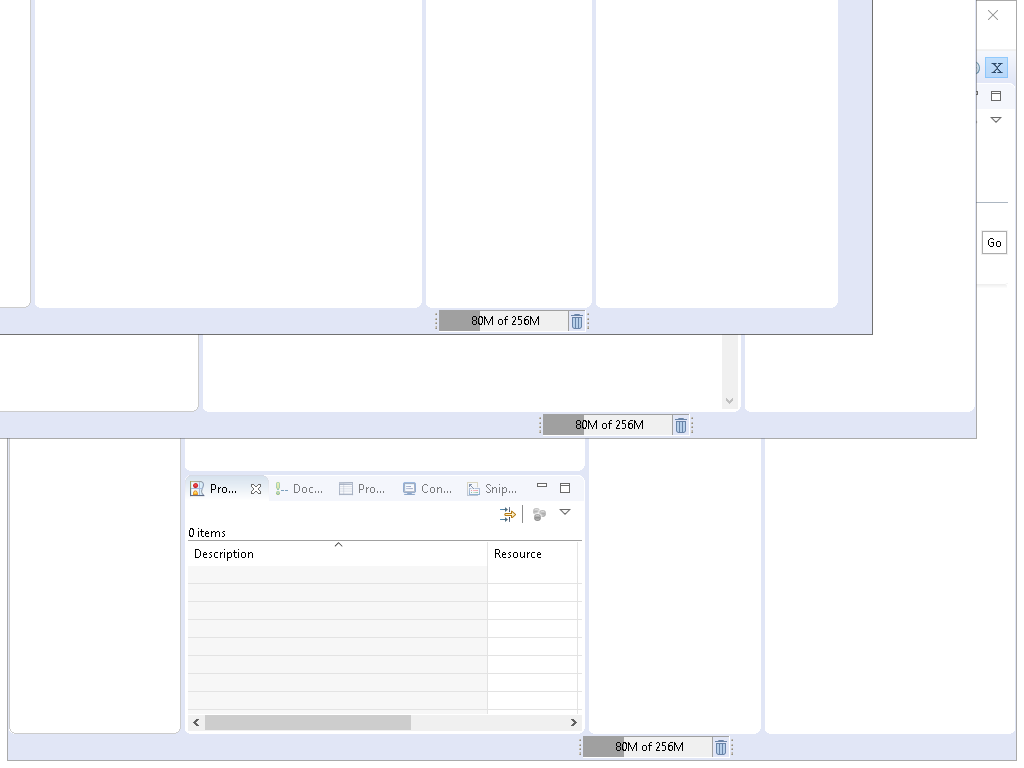 X
Go
80M of 256M
80M of 256M
Pro... Doc... Pro... Con... Snip...
0 items
Description Resource
80M of 256M